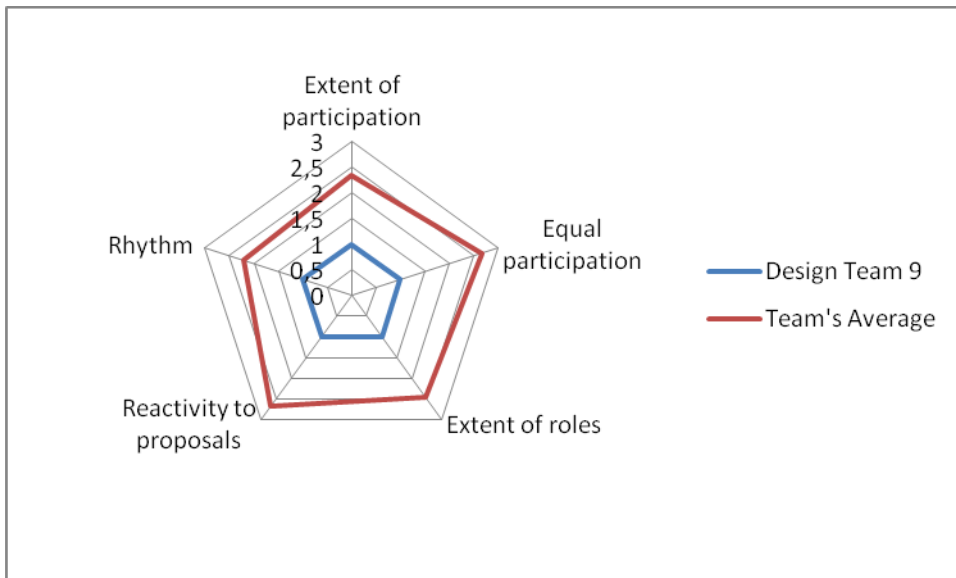 Extent of
participation
3
2,5
2
1,5
1
0,5
0
Equal
participation
Extent of roles
Reactivity to
proposals
Rhythm
Design Team 9
Team's Average